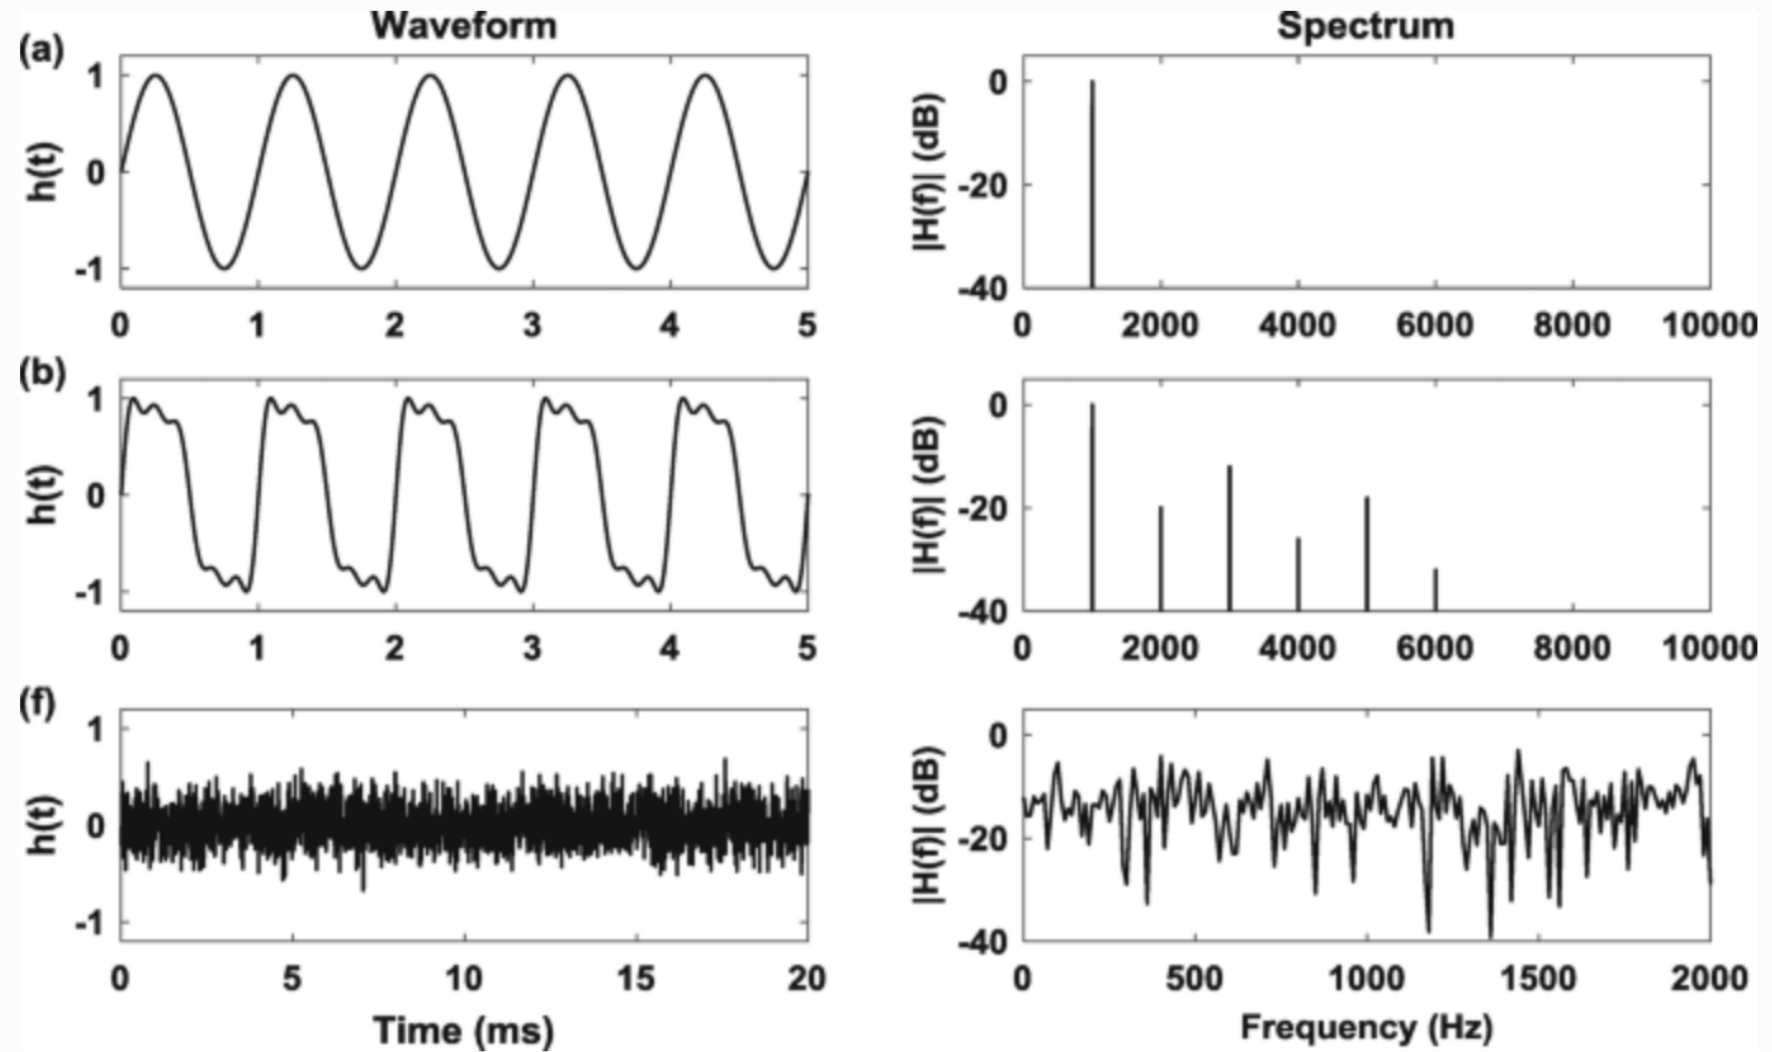 Waveform
Spectrum
(a)
1
0
-1
h(t)
0 1 2 3 4 5
0
-20
-40
|H(f)| (dB)
0 2000 4000 6000 8000 10000
(b)
1
0
-1
h(t)
0 1 2 3 4 5
0
-20
-40
|H(f)| (dB)
0 2000 4000 6000 8000 10000
(f)
1
0
-1
h(t)
0 5 10 15 20
Time (ms)
0
-20
-40
|H(f)| (dB)
0 500 1000 1500 2000
Frequency (Hz)